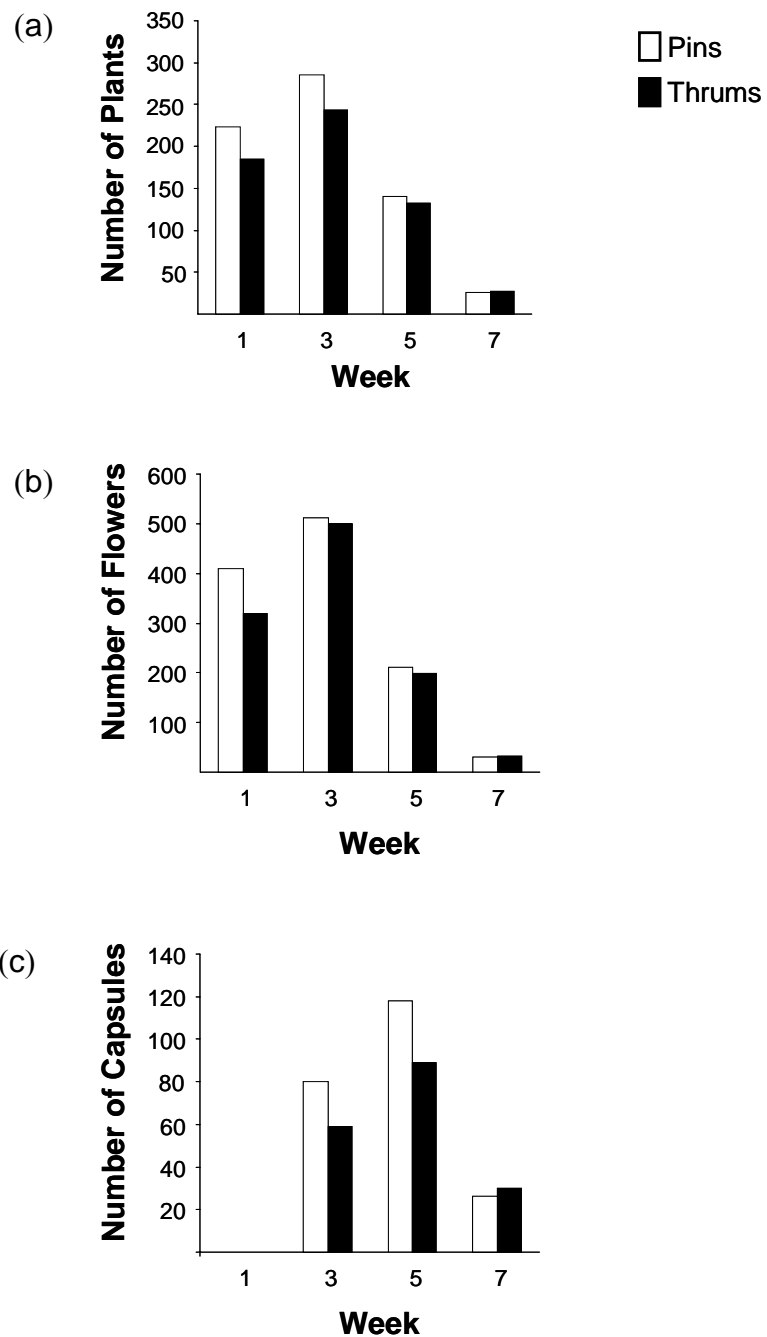 (a)
Number of Plants
350
300
250
200
150
100
50
1 3 5 7
Week
Pins
Thrums
(b)
Number of Flowers
600
500
400
300
200
100
1 3 5 7
Week
(c)
Number of Capsules
140
120
100
80
60
40
20
1 3 5 7
Week